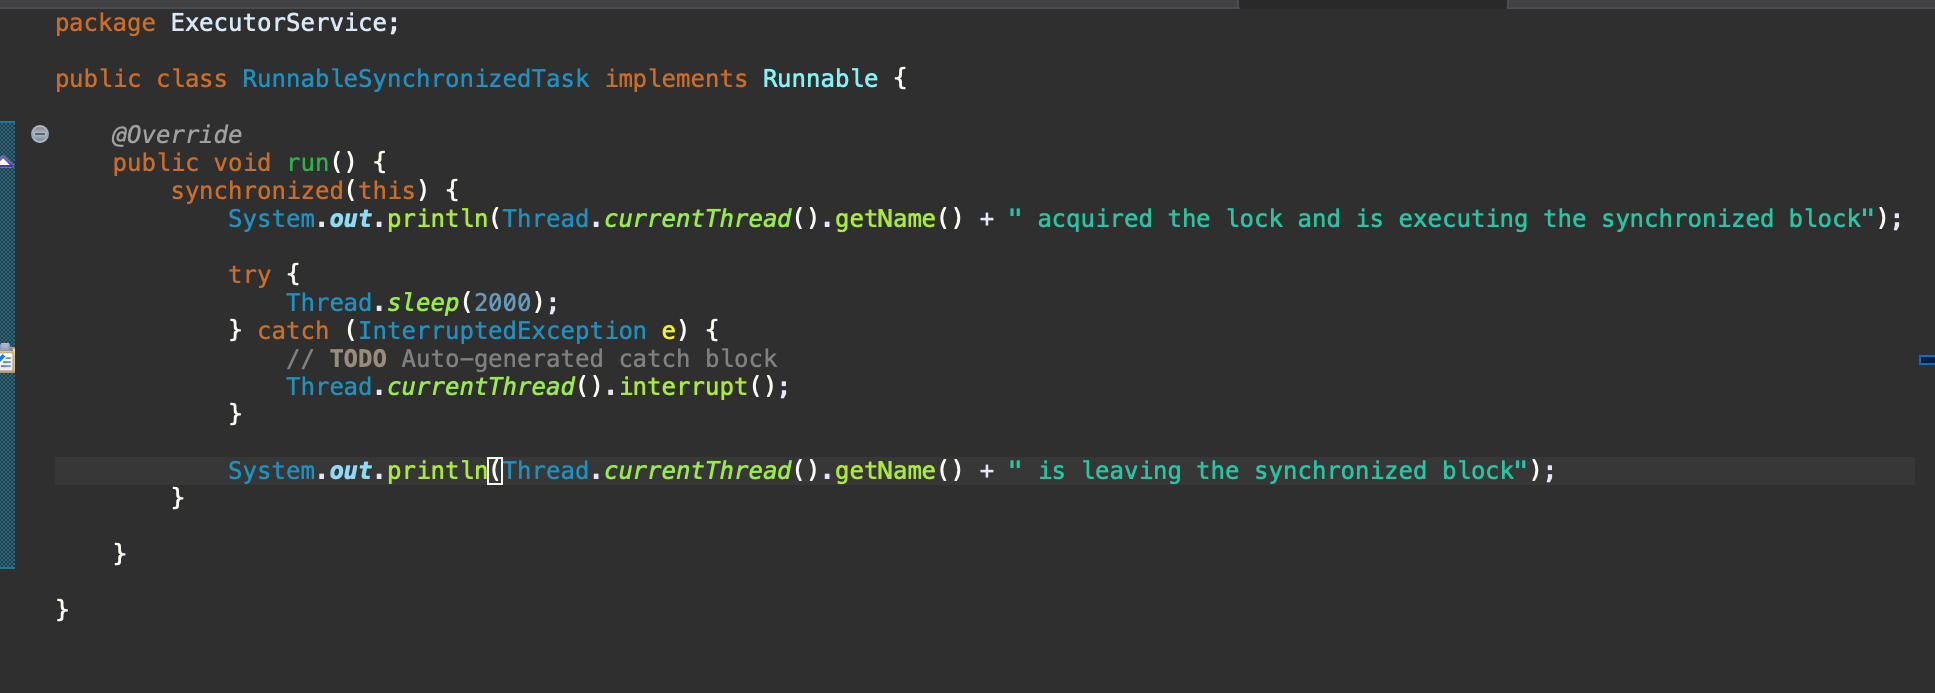 package ExecutorService;
public class RunnableSynchronizedTask implements Runnable {
@Override
public void run() {
synchronized(this) {
System.out.println(Thread.currentThread().getName() + " acquired the lock and is executing the synchronized block");
try {
Thread.sleep(2000);
} catch (InterruptedException e) {
// TODO Auto-generated catch block
Thread.currentThread().interrupt();
}
System.out.println(Thread.currentThread().getName() + " is leaving the synchronized block");
}
}
}